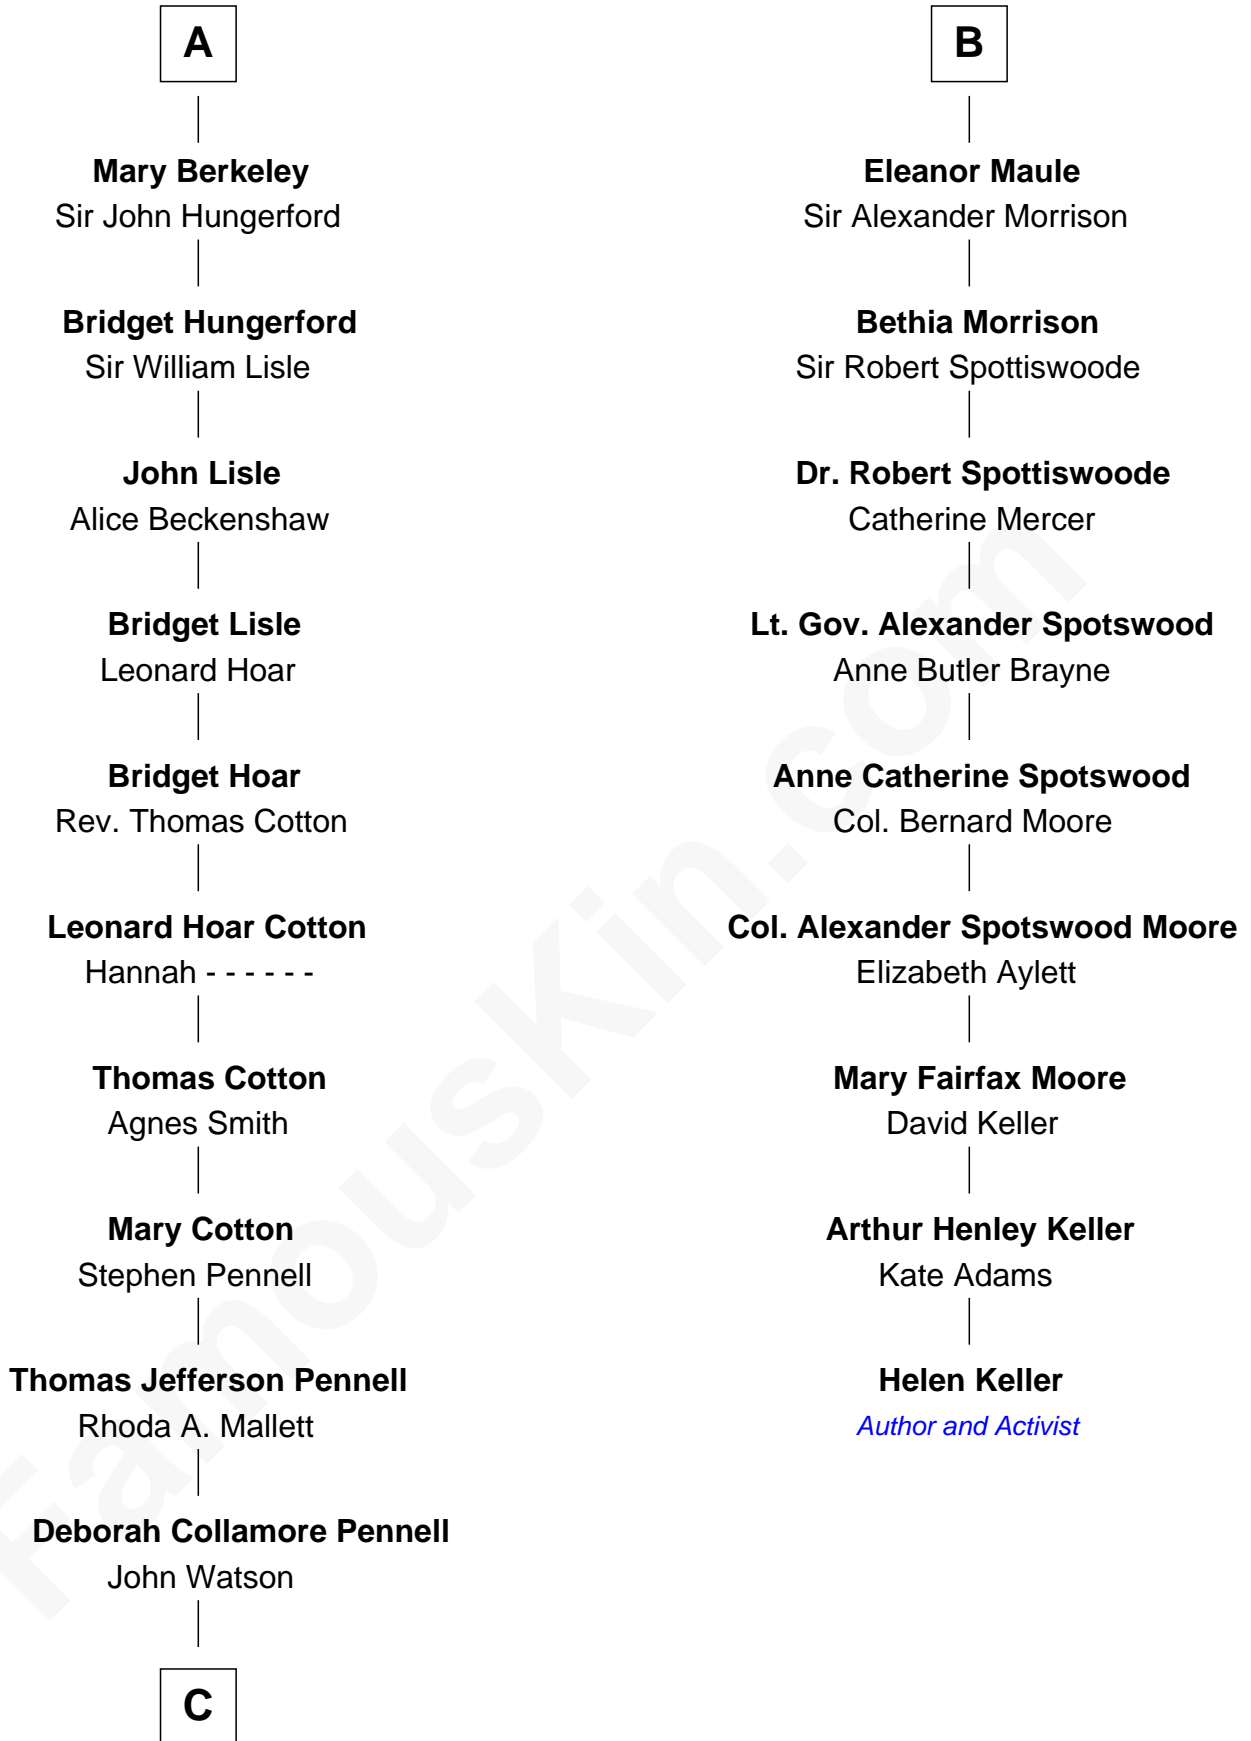 A
Mary Berkeley
Sir John Hungerford
Bridget Hungerford
Sir William Lisle
John Lisle
Alice Beckenshaw
Bridget Lisle
Leonard Hoar
Bridget Hoar
Rev. Thomas Cotton
Leonard Hoar Cotton
Hannah - - - - - -
Thomas Cotton
Agnes Smith
Mary Cotton
Stephen Pennell
Thomas Jefferson Pennell
Rhoda A. Mallett
Deborah Collamore Pennell
John Watson
C
B
Eleanor Maule
Sir Alexander Morrison
Bethia Morrison
Sir Robert Spottiswoode
Dr. Robert Spottiswoode
Catherine Mercer
Lt. Gov. Alexander Spotswood
Anne Butler Brayne
Anne Catherine Spotswood
Col. Bernard Moore
Col. Alexander Spotswood Moore
Elizabeth Aylett
Mary Fairfax Moore
David Keller
Arthur Henley Keller
Kate Adams
Helen Keller
Author and Activist
FamousKin.com